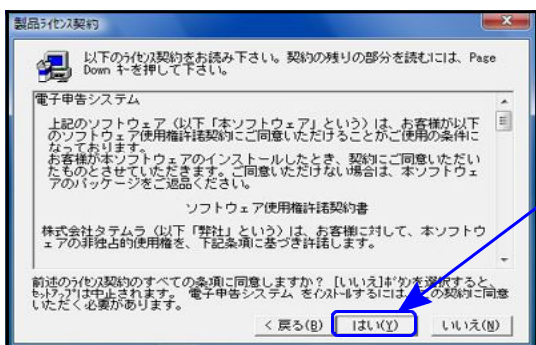 製品ﾗｲｾﾝｽ契約
以下のﾗｲｾﾝｽ契約をお読み下さい。契約の残りの部分を読むには、Page
Down キーを押して下さい。
電子申告システム
上記のソフトウェア（以下「本ソフトウェア」という）は、お客様が以下
のソフトウェア使用権許諾契約にご同意いただけることがご使用の条件に
なっております。
お客様が本ソフトウェアのインストールしたとき、契約にご同意いただい
たものとさせていただきます。ご同意いただけない場合は、本ソフトウェ
アのパッケージをご返品ください。
ソフトウェア使用権許諾契約書
株式会社タテムラ（以下「弊社」という）は、お客様に対して、本ソフトウ
ェアの非独占的使用権を、下記条項に基づき許諾します。
前述のﾗｲｾﾝｽ契約のすべての条項に同意しますか？ [いいえ]ﾎﾞﾀﾝを選択すると、
ｾｯﾄｱｯﾌﾟは中止されます。 電子申告システム をｲﾝｽﾄｰﾙするには、この契約に同意
いただく必要があります。
< 戻る(B) はい(Y) いいえ(N)